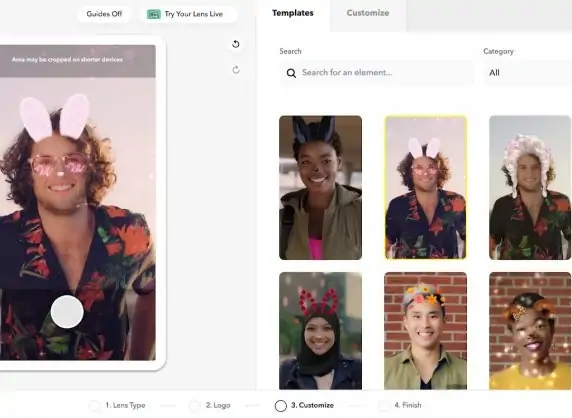 Guides Off
Try Your Lens Live
Area may be cropped on shorter devices
Templates
Customize
Search
Search for an element...
Category
All
1. Lens Type
2. Logo
3. Customize
4. Finish